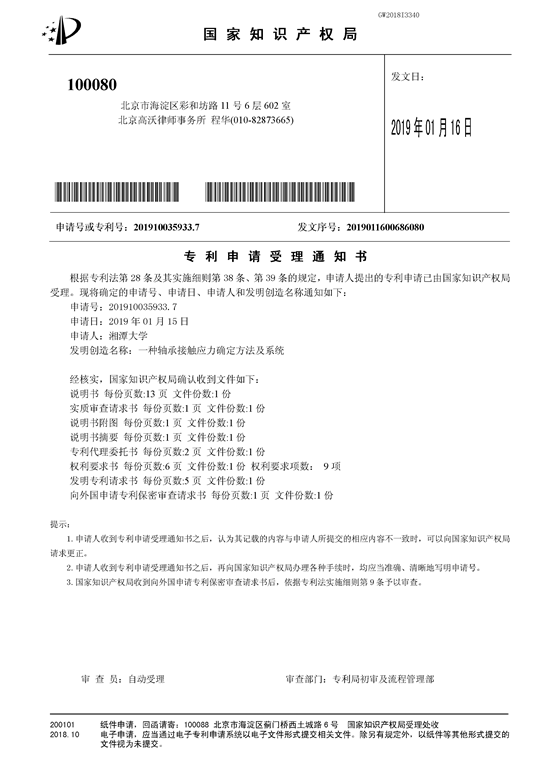 GW2018I3340
国家知识产权局
100080
发文日：
北京市海淀区彩和坊路 11 号 6 层 602 室
北京高沃律师事务所 程华(010-82873665)
2019 年 01 月 16 日
申请号或专利号：201910035933.7
发文序号：2019011600686080
专利申请受理通知书
根据专利法第 28 条及其实施细则第 38 条、第 39 条的规定，申请人提出的专利申请已由国家知识产权局
受理。现将确定的申请号、申请日、申请人和发明创造名称通知如下：
申请号：201910035933.7
申请日：2019 年 01 月 15 日
申请人：湘潭大学
发明创造名称：一种轴承接触应力确定方法及系统
经核实，国家知识产权局确认收到文件如下：
说明书 每份页数:13 页 文件份数:1 份
实质审查请求书 每份页数:1 页 文件份数:1 份
说明书附图 每份页数:1 页 文件份数:1 份
说明书摘要 每份页数:1 页 文件份数:1 份
专利代理委托书 每份页数:2 页 文件份数:1 份
权利要求书 每份页数:6 页 文件份数:1 份 权利要求项数： 9 项
发明专利请求书 每份页数:5 页 文件份数:1 份
向外国申请专利保密审查请求书 每份页数:1 页 文件份数:1 份
提示：
1.申请人收到专利申请受理通知书之后，认为其记载的内容与申请人所提交的相应内容不一致时，可以向国家知识产权局
请求更正。
2.申请人收到专利申请受理通知书之后，再向国家知识产权局办理各种手续时，均应当准确、清晰地写明申请号。
3.国家知识产权局收到向外国申请专利保密审查请求书后，依据专利法实施细则第 9 条予以审查。
审 查 员：自动受理
审查部门：专利局初审及流程管理部
200101 纸件申请，回函请寄：100088 北京市海淀区蓟门桥西土城路 6 号 国家知识产权局受理处收
2018.10 电子申请，应当通过电子专利申请系统以电子文件形式提交相关文件。除另有规定外，以纸件等其他形式提交的
文件视为未提交。